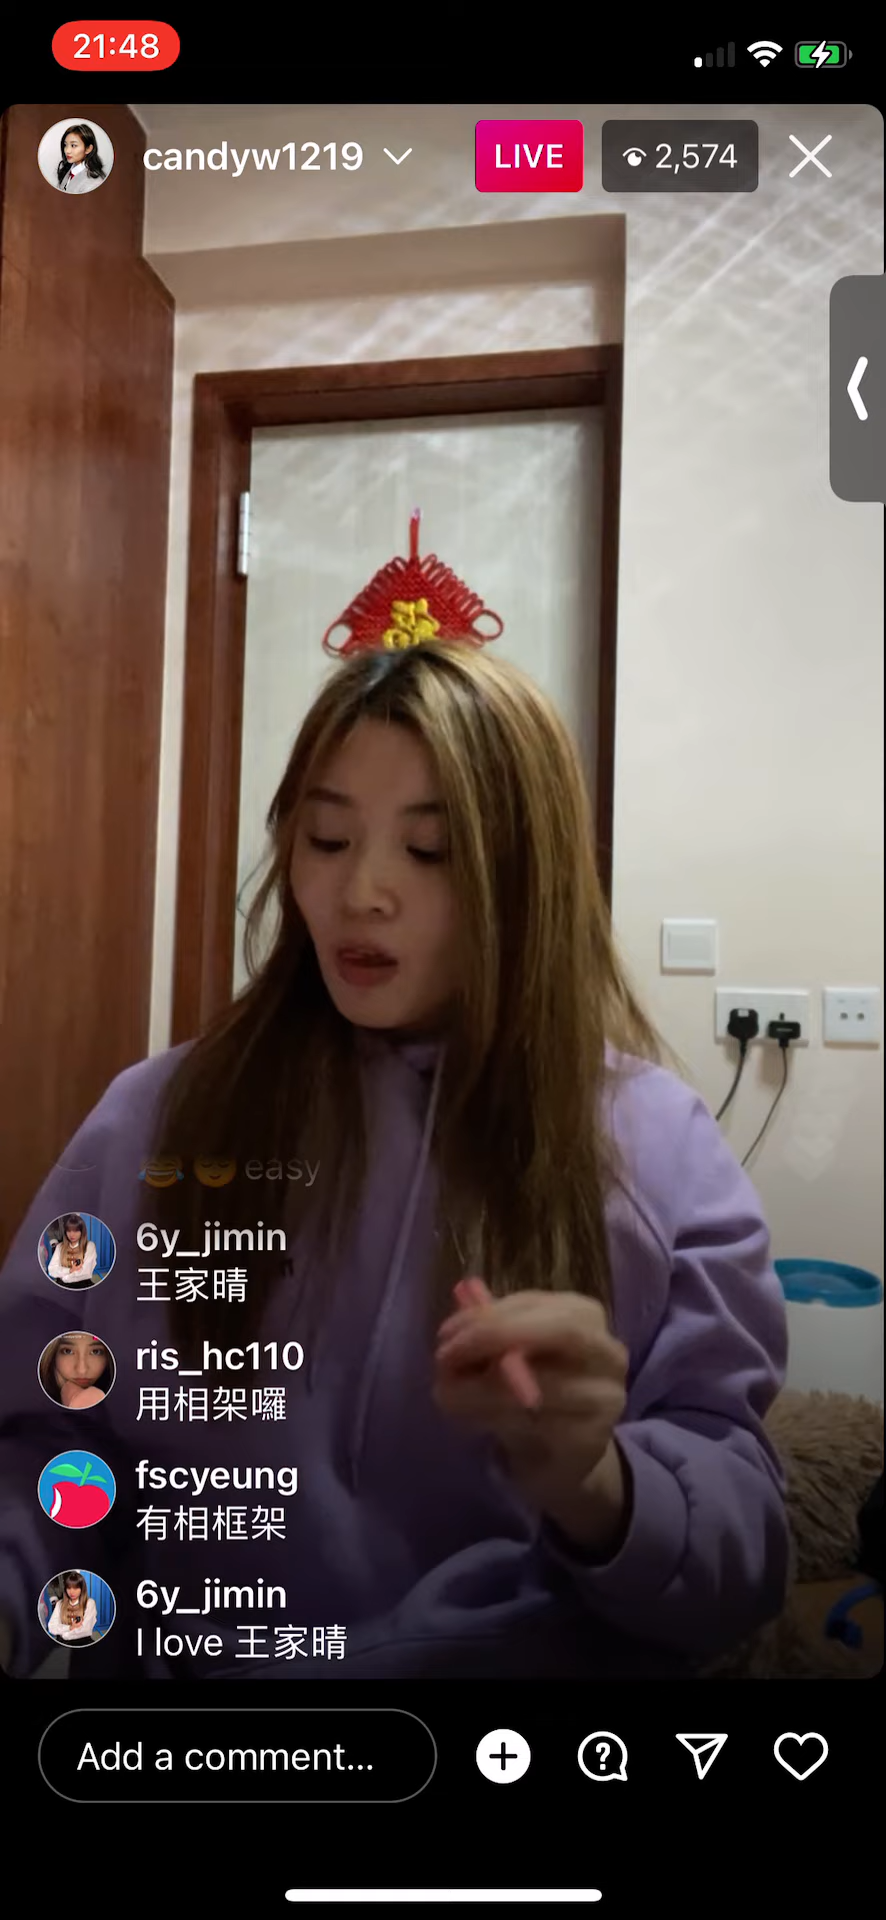 21:48
candyw1219
LIVE
2,574
😂😌easy
6y_jimin
王家晴
ris_hc110
用相架囉
fscyeung
有相框架
6y_jimin
I love 王家晴
Add a comment...